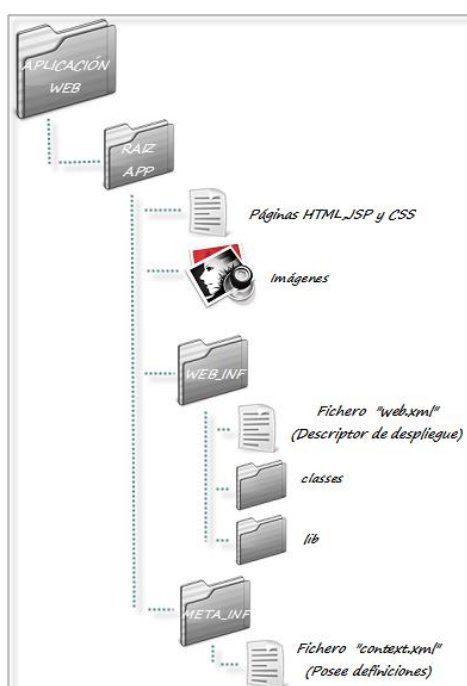 APLICACIÓN
WEB
RAIZ
APP
Páginas HTML,JSP y CSS
Imágenes
WEB_INF
Fichero "web.xml"
(Descriptor de despliegue)
classes
lib
META_INF
Fichero "context.xml"
(Posee definiciones)